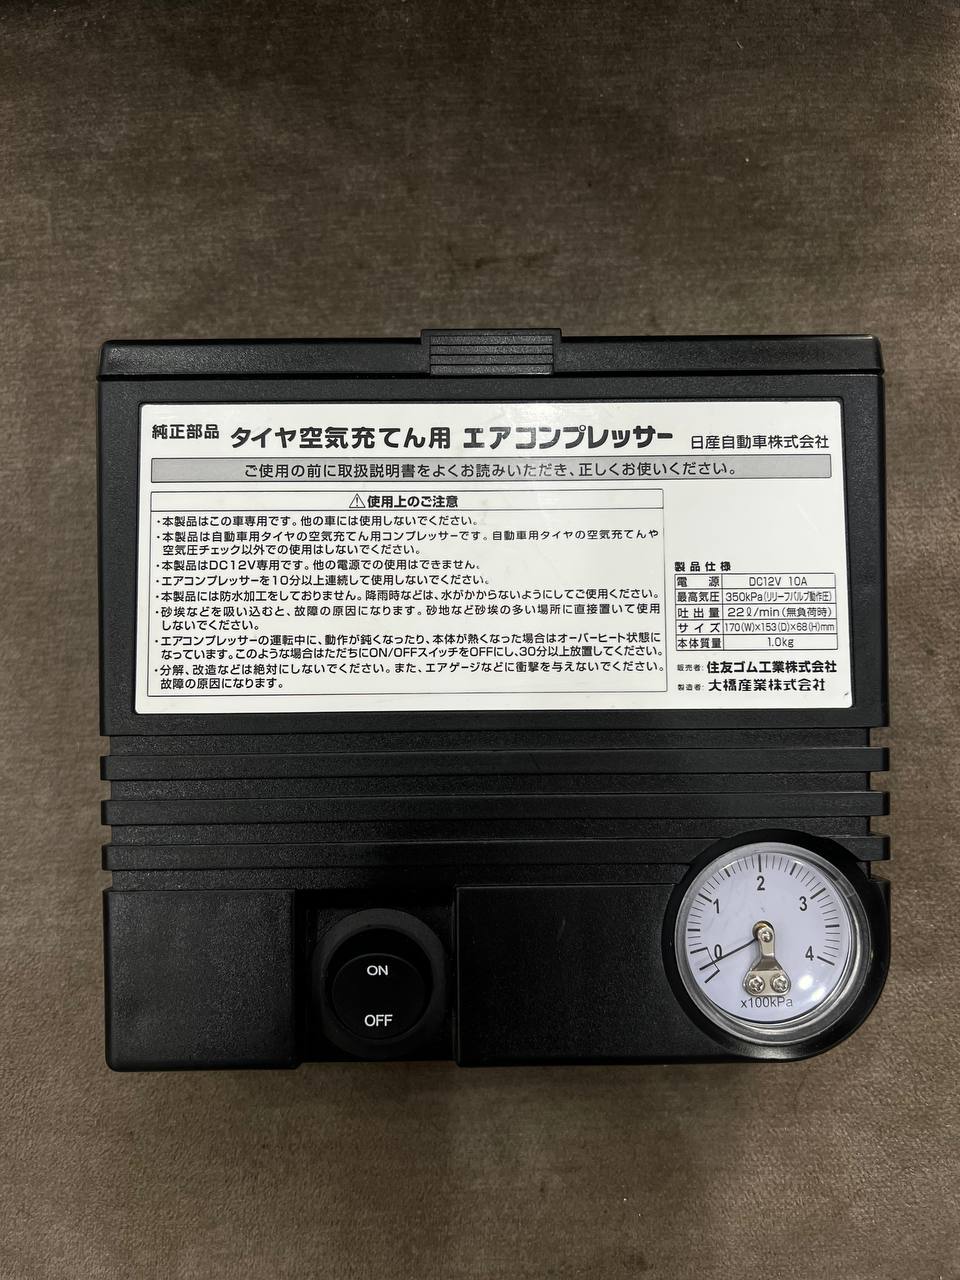 純正部品 タイヤ空気充てん用 エアコンプレッサー 日産自動車株式会社
ご使用の前に取扱説明書をよくお読みいただき、正しくお使いください。
⚠使用上のご注意
・本製品はこの車専用です。他の車には使用しないでください。
・本製品は自動車用タイヤの空気充てん用コンプレッサーです。自動車用タイヤの空気充てんや
空気圧チェック以外での使用はしないでください。
・本製品はDC12V専用です。他の電源での使用はできません。
・エアコンプレッサーを10分以上連続して使用しないでください。
・本製品には防水加工をしておりません。降雨時などは、水がかからないようにしてご使用ください。
・砂埃などを吸い込むと、故障の原因になります。砂地など砂埃の多い場所に直接置いて使用
しないでください。
・エアコンプレッサーの運転中に、動作が鈍くなったり、本体が熱くなった場合はオーバーヒート状態に
なっています。このような場合はただちにON/OFFスイッチをOFFにし、30分以上放置してください。
・分解、改造などは絶対にしないでください。また、エアゲージなどに衝撃を与えないでください。
故障の原因になります。
製品仕様
電源 DC12V 10A
最高気圧 350kPa(リリーフバルブ動作圧)
吐出量 22ℓ/min(無負荷時)
サイズ 170(W)×153(D)×68(H)mm
本体質量 1.0kg
販売者: 住友ゴム工業株式会社
製造者: 大橋産業株式会社
ON
OFF
0 1 2 3 4
x100kPa